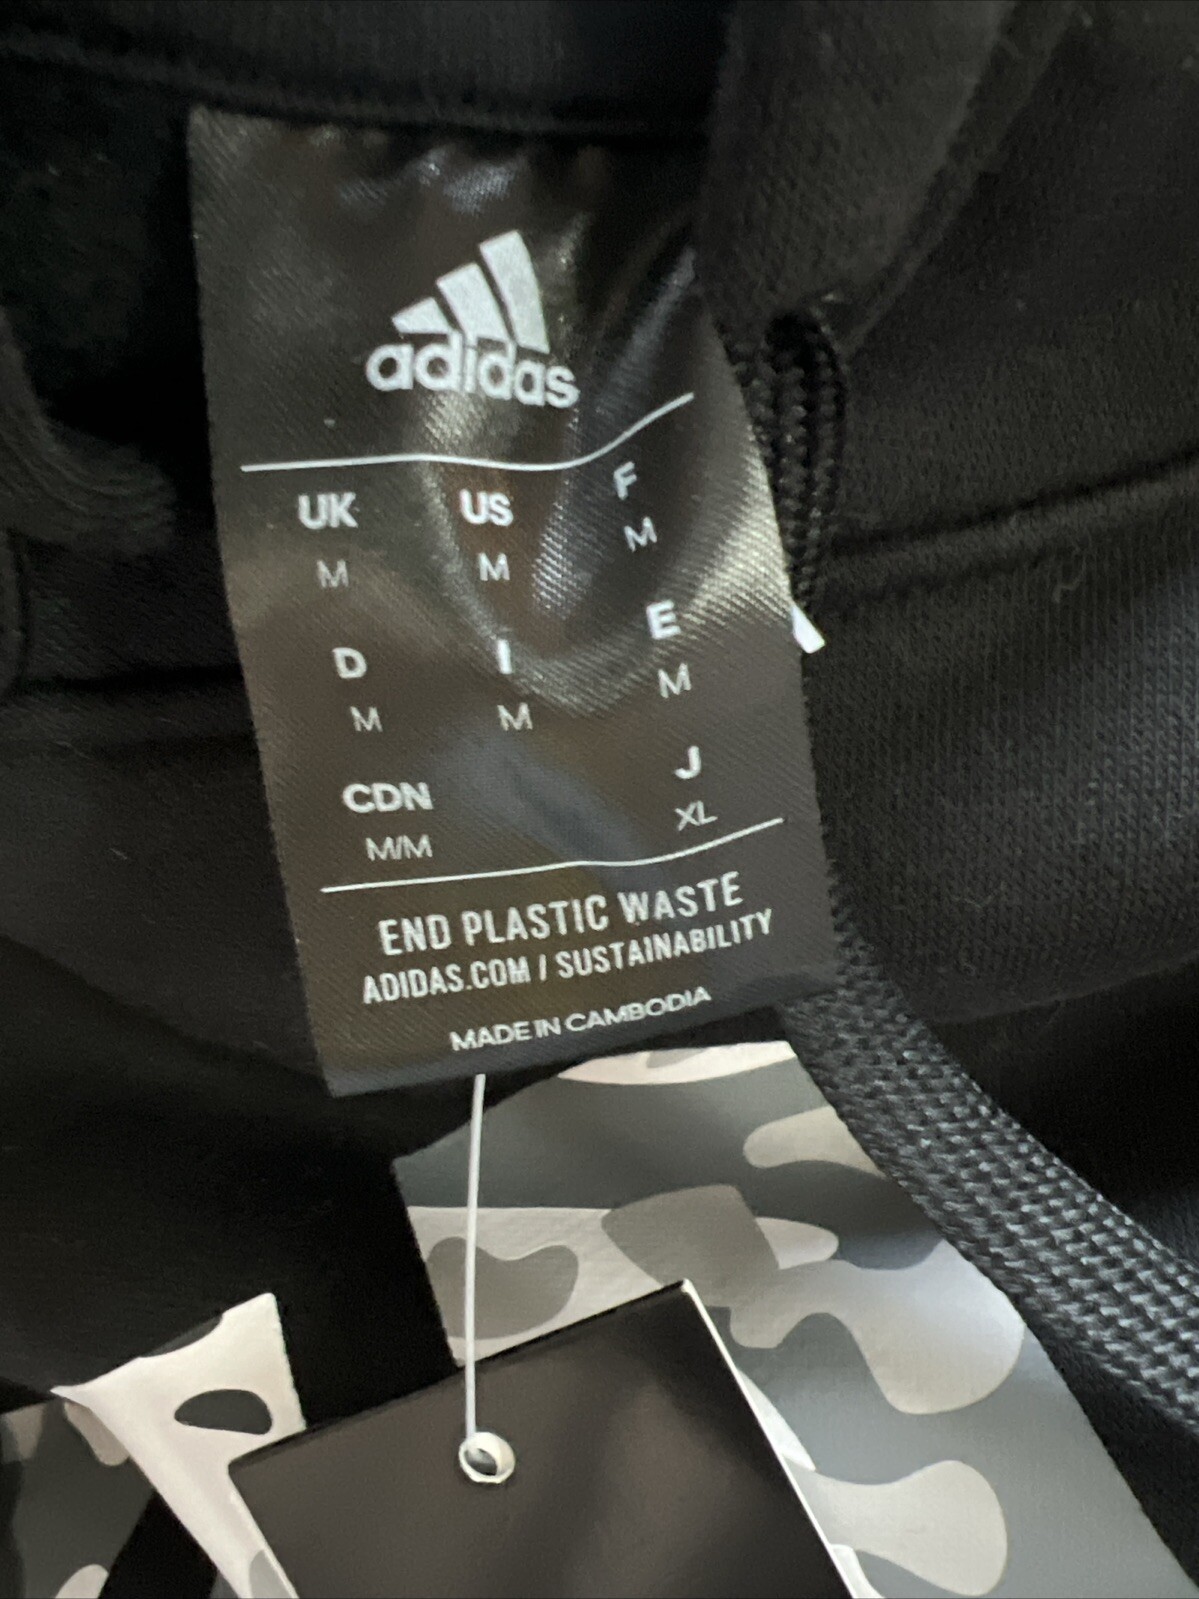 adidas
UK US F
M M M
D I E
M M M
CDN J
M/M XL
END PLASTIC WASTE
ADIDAS.COM / SUSTAINABILITY
MADE IN CAMBODIA